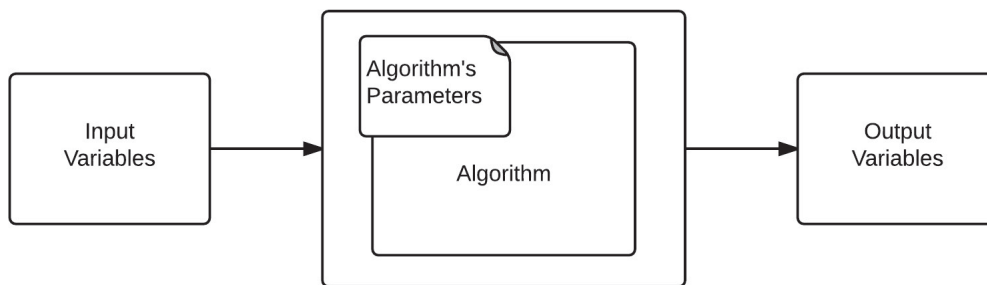 Input
Variables
Algorithm's
Parameters
Algorithm
Output
Variables